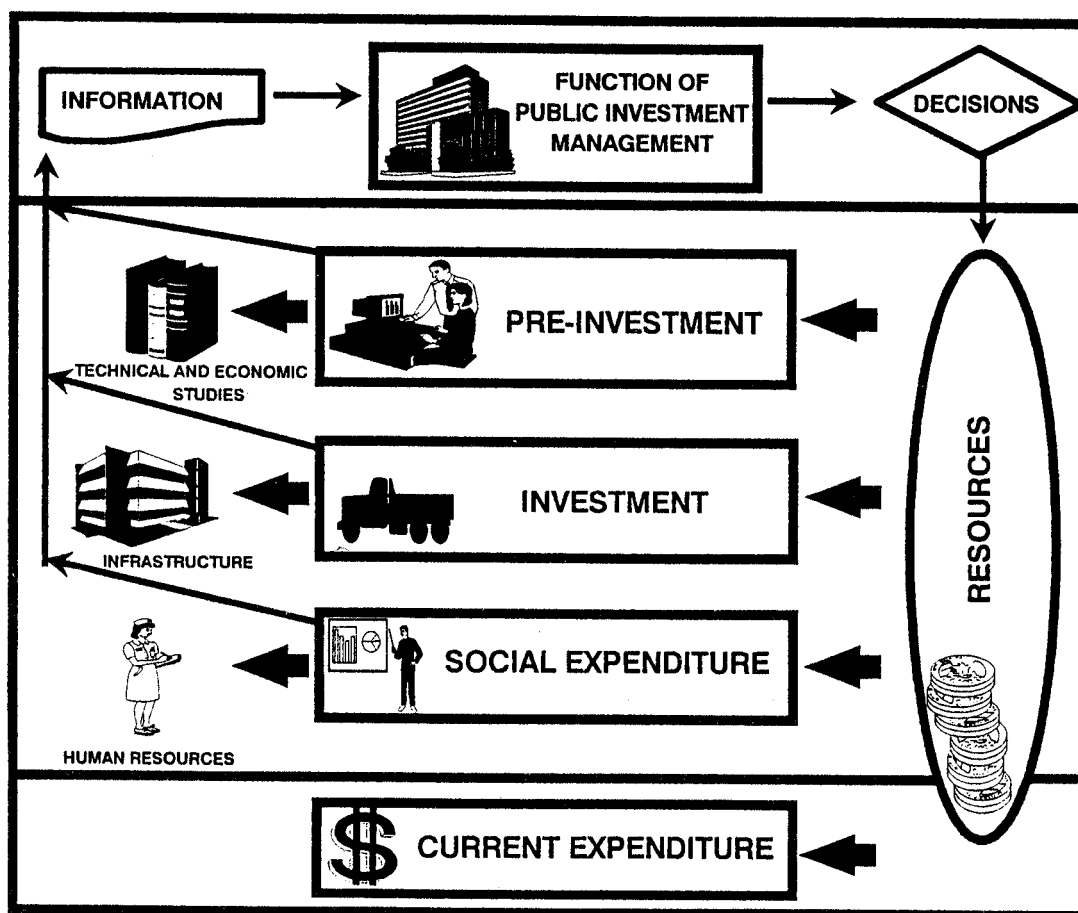 INFORMATION
FUNCTION OF
PUBLIC INVESTMENT
MANAGEMENT
DECISIONS
PRE-INVESTMENT
TECHNICAL AND ECONOMIC
STUDIES
INVESTMENT
INFRASTRUCTURE
RESOURCES
SOCIAL EXPENDITURE
HUMAN RESOURCES
$ CURRENT EXPENDITURE